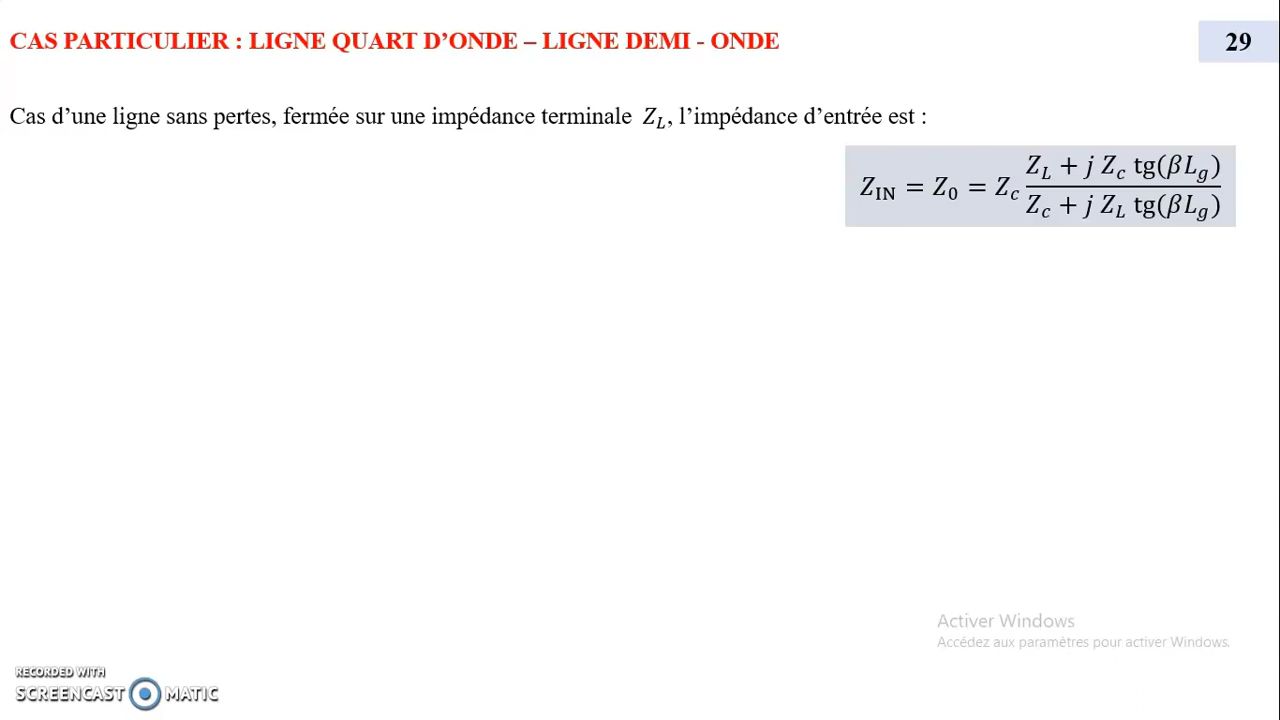 CAS PARTICULIER : LIGNE QUART D’ONDE – LIGNE DEMI - ONDE
29
Cas d’une ligne sans pertes, fermée sur une impédance terminale Z_L, l’impédance d’entrée est :
Z_IN = Z_0 = Z_c (Z_L + j Z_c tg(βL_g)) / (Z_c + j Z_L tg(βL_g))
Activer Windows
Accédez aux paramètres pour activer Windows.
RECORDED WITH
SCREENCAST MATIC